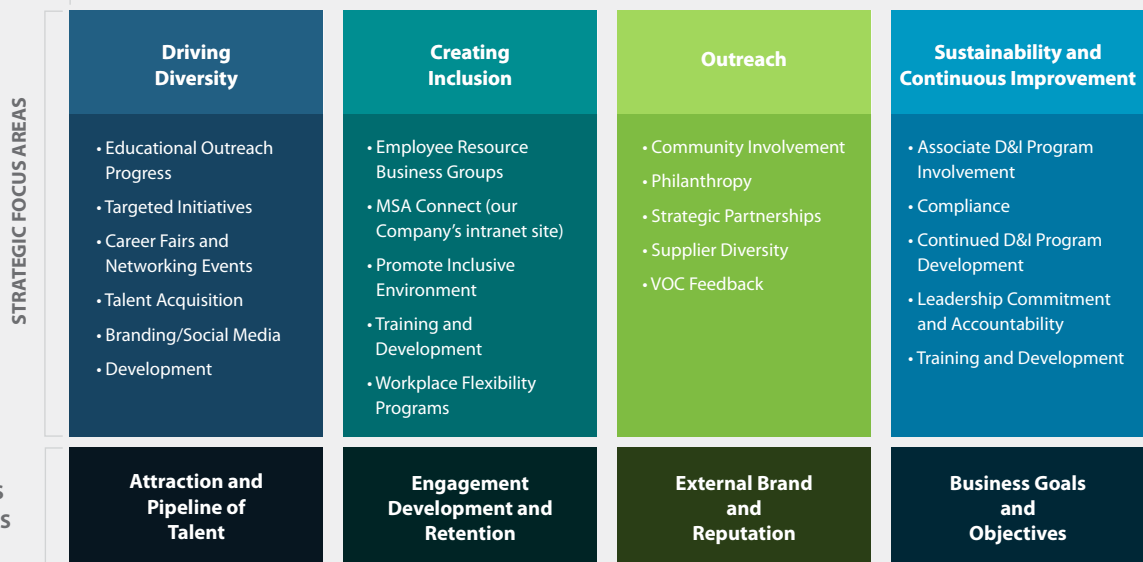 STRATEGIC FOCUS AREAS
Driving
Diversity
• Educational Outreach
Progress
• Targeted Initiatives
• Career Fairs and
Networking Events
• Talent Acquisition
• Branding/Social Media
• Development
Creating
Inclusion
• Employee Resource
Business Groups
• MSA Connect (our
Company's intranet site)
• Promote Inclusive
Environment
• Training and
Development
• Workplace Flexibility
Programs
Outreach
• Community Involvement
• Philanthropy
• Strategic Partnerships
• Supplier Diversity
• VOC Feedback
Sustainability and
Continuous Improvement
• Associate D&I Program
Involvement
• Compliance
• Continued D&I Program
Development
• Leadership Commitment
and Accountability
• Training and Development
Attraction and
Pipeline of
Talent
Engagement
Development and
Retention
External Brand
and
Reputation
Business Goals
and
Objectives